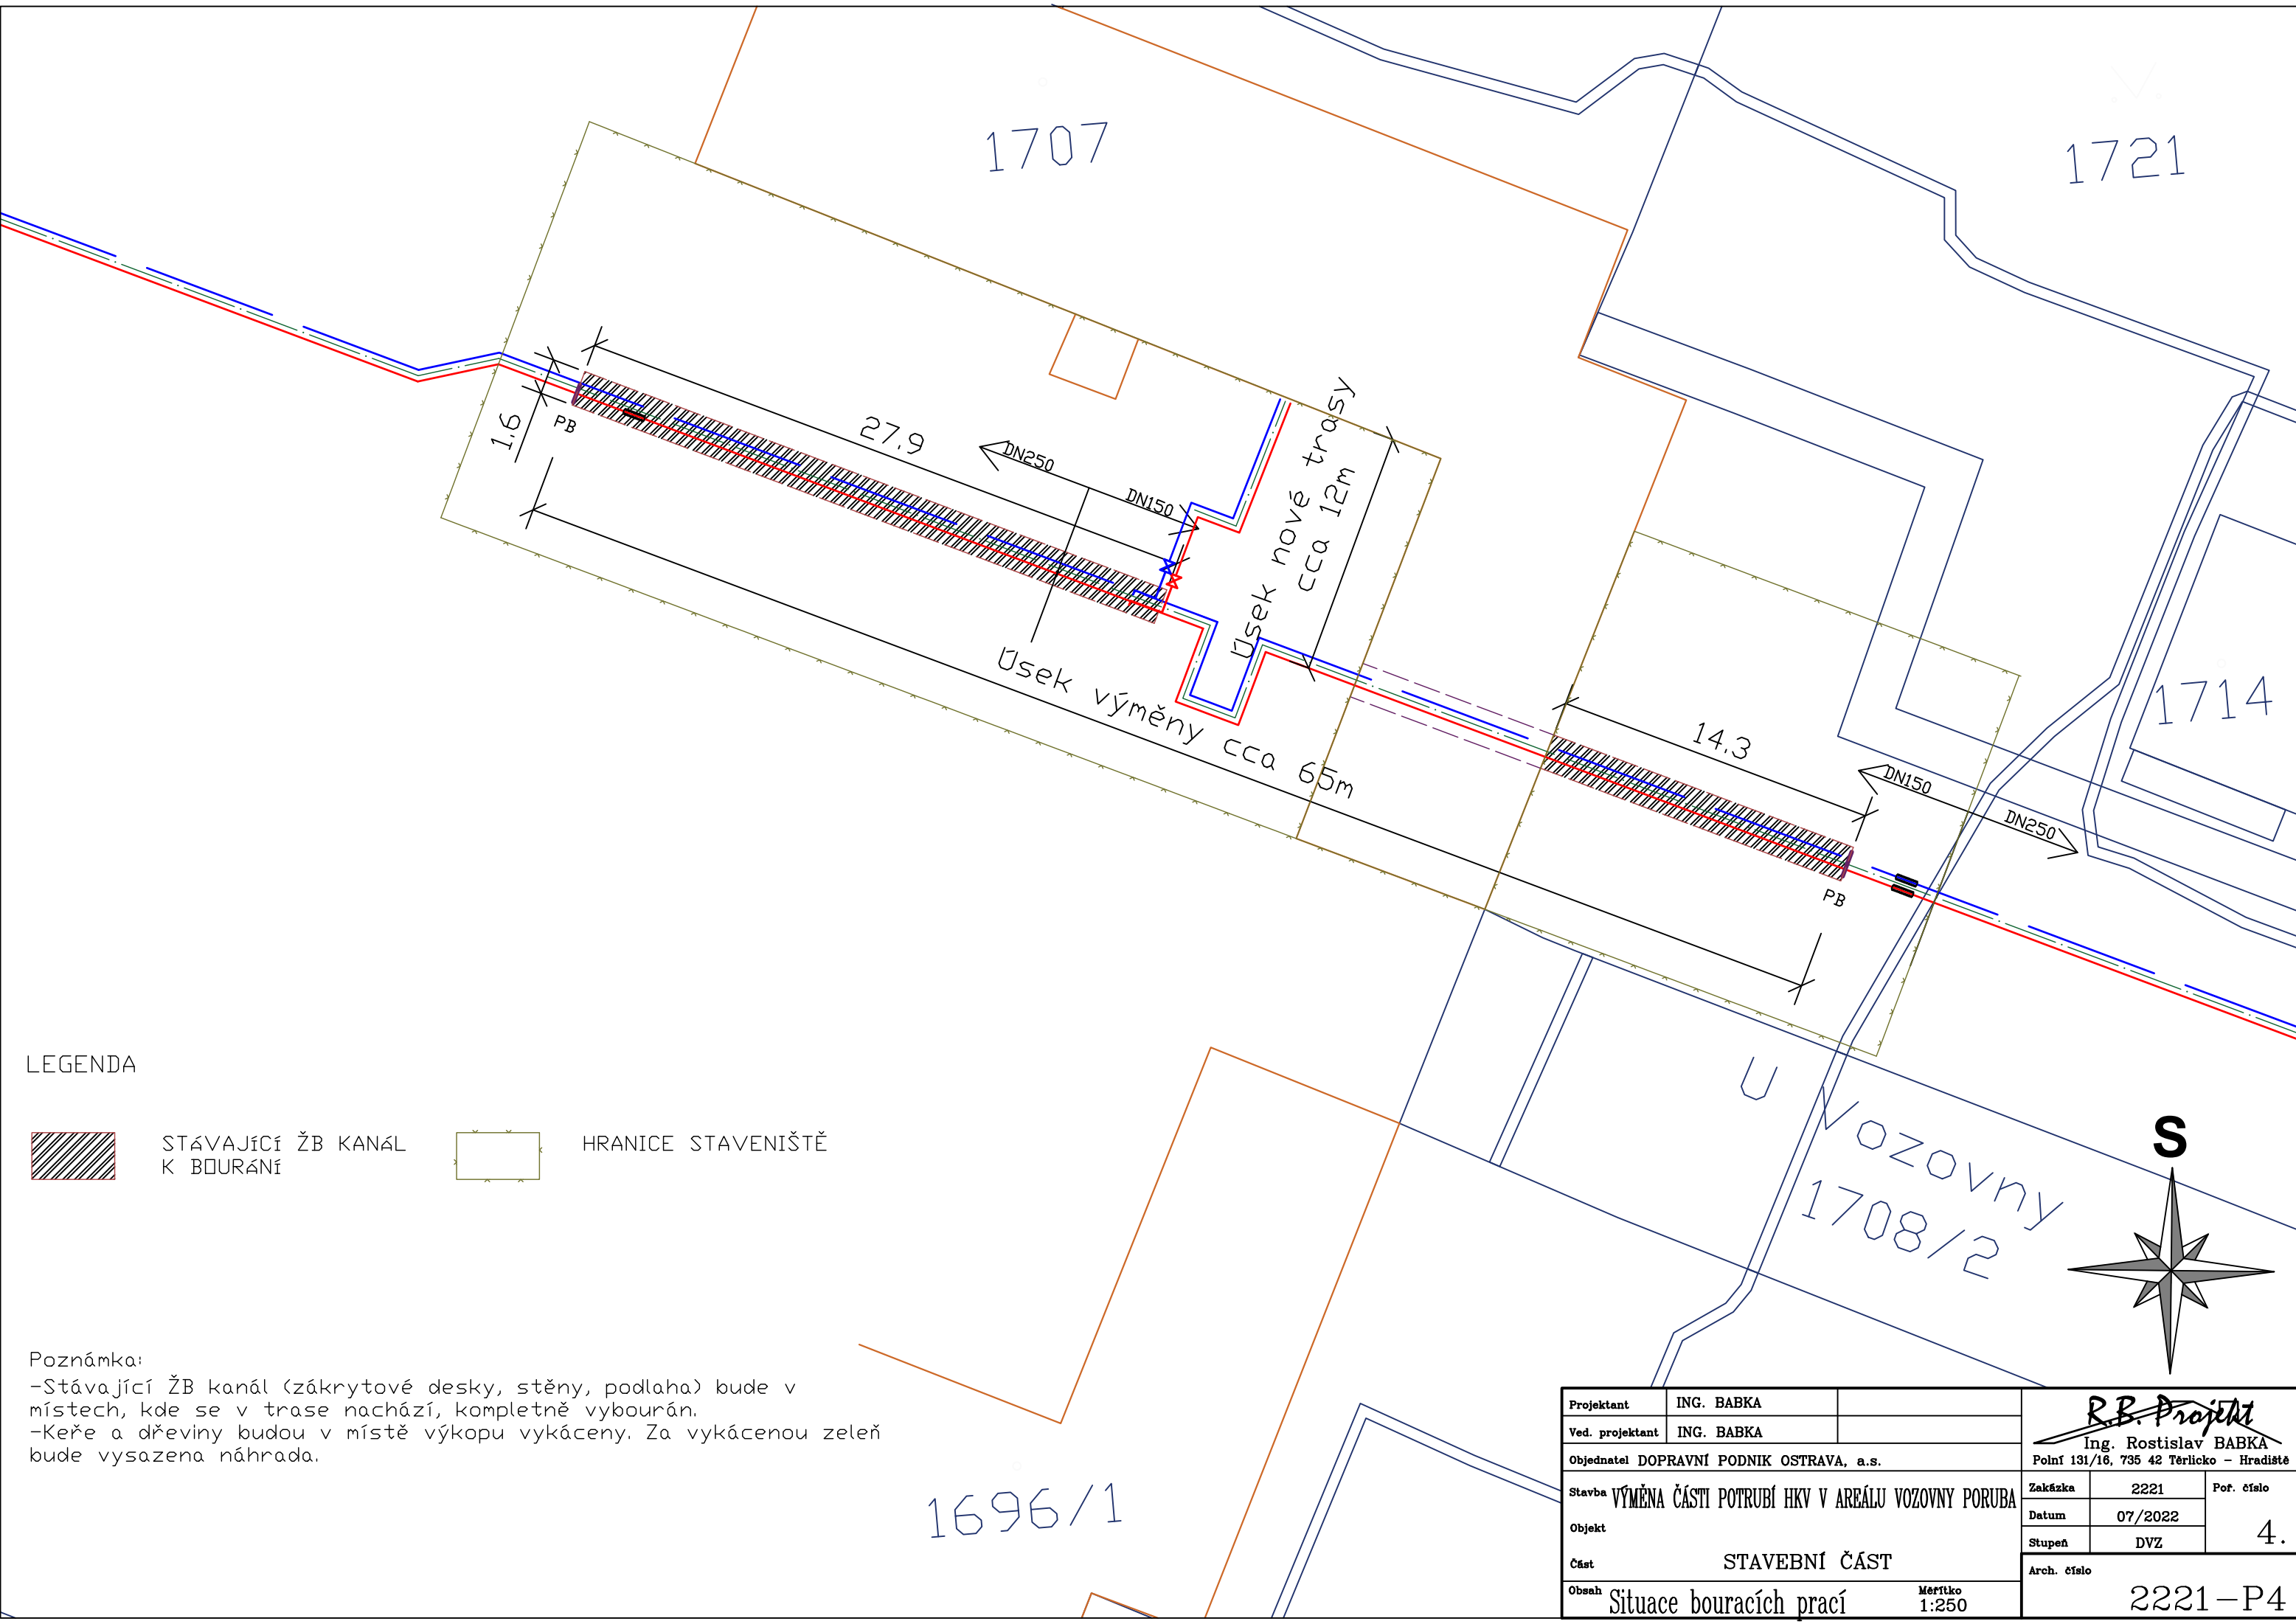 1707
1721
1.6
PB
27.9
DN250
DN150
Úsek nové trasy
cca 12m
Úsek výměny cca 65m
14.3
DN150
DN250
PB
1714
U Vozovny
1708/2
1696/1
S
LEGENDA
STÁVAJÍCÍ ŽB KANÁL
K BOURÁNÍ
HRANICE STAVENIŠTĚ
Poznámka:
-Stávající ŽB kanál (zákrytové desky, stěny, podlaha) bude v
místech, kde se v trase nachází, kompletně vybourán.
-Keře a dřeviny budou v místě výkopu vykáceny. Za vykácenou zeleň
bude vysazena náhrada.
Projektant ING. BABKA
Ved. projektant ING. BABKA
Objednatel DOPRAVNÍ PODNIK OSTRAVA, a.s.
Stavba VÝMĚNA ČÁSTI POTRUBÍ HKV V AREÁLU VOZOVNY PORUBA
Objekt
Část STAVEBNÍ ČÁST
Obsah Situace bouracích prací
Měřítko
1:250
R.B. Projekt
Ing. Rostislav BABKA
Polní 131/16, 735 42 Těrlicko - Hradiště
Zakázka 2221
Datum 07/2022
Stupeň DVZ
Poř. číslo
4.
Arch. číslo
2221-P4